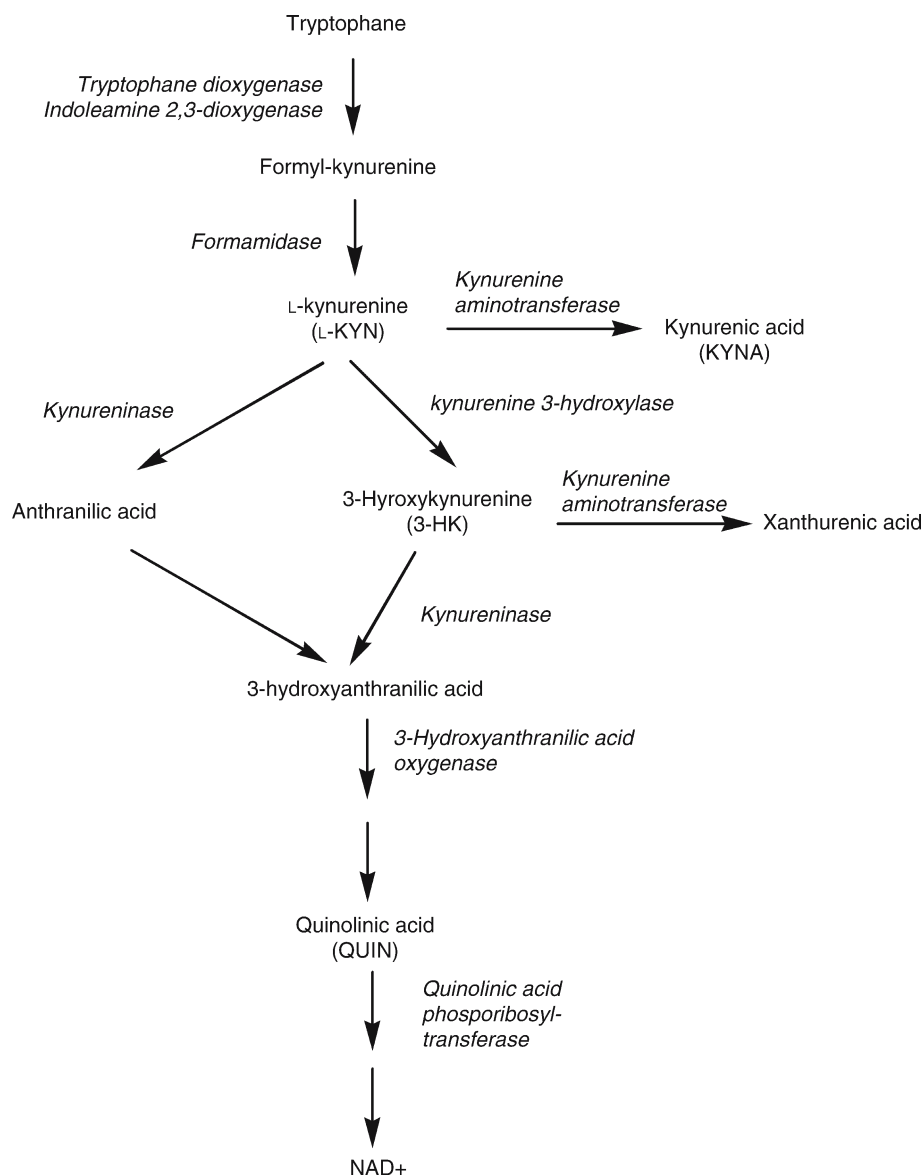 Tryptophane
Tryptophane dioxygenase
Indoleamine 2,3-dioxygenase
Formyl-kynurenine
Formamidase
L-kynurenine
(L-KYN)
Kynurenine
aminotransferase
Kynurenic acid
(KYNA)
Kynureninase
kynurenine 3-hydroxylase
Anthranilic acid
3-Hyroxykynurenine
(3-HK)
Kynurenine
aminotransferase
Xanthurenic acid
Kynureninase
3-hydroxyanthranilic acid
3-Hydroxyanthranilic acid
oxygenase
Quinolinic acid
(QUIN)
Quinolinic acid
phosporibosyl-
transferase
NAD+